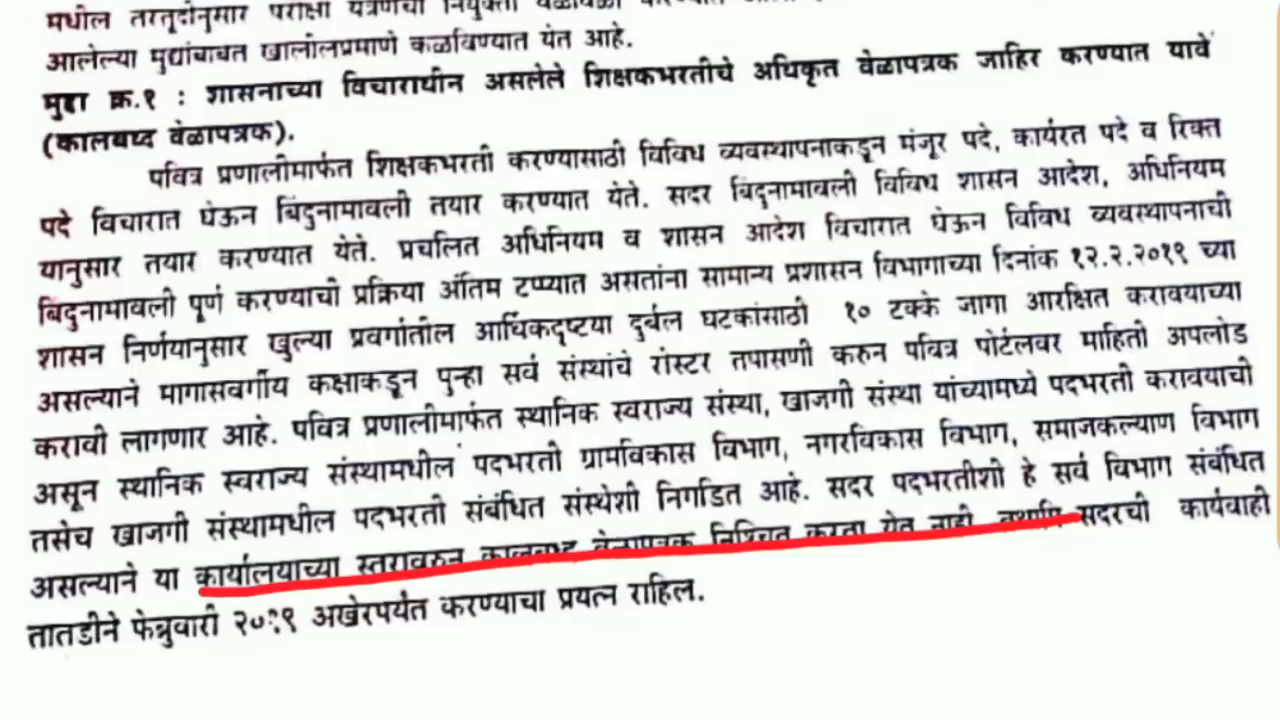 मधील तरतूदीनुसार परीक्षा यंत्रणेची नियुक्ती
आलेल्या मुद्यांबाबत खालीलप्रमाणे कळविण्यात येत आहे.
मुद्दा क्र.१ : शासनाच्या विचाराधीन असलेले शिक्षकभरतीचे अधिकृत वेळापत्रक जाहिर करण्यात यावे
(कालबध्द वेळापत्रक).
पवित्र प्रणालीमार्फत शिक्षकभरती करण्यासाठी विविध व्यवस्थापनाकडून मंजूर पदे, कार्यरत पदे व रिक्त
पदे विचारात घेऊन बिंदुनामावली तयार करण्यात येते. सदर बिंदुनामावली विविध शासन आदेश, अधिनियम
यानुसार तयार करण्यात येते. प्रचलित अधिनियम व शासन आदेश विचारात घेऊन विविध व्यवस्थापनाची
बिंदुनामावली पूर्ण करण्याची प्रक्रिया अंतिम टप्प्यात असतांना सामान्य प्रशासन विभागाच्या दिनांक १२.२.२०१९ च्या
शासन निर्णयानुसार खुल्या प्रवर्गातील आर्थिकदृष्टया दुर्बल घटकांसाठी १० टक्के जागा आरक्षित करावयाच्या
असल्याने मागासवर्गीय कक्षाकडून पुन्हा सर्व संस्थांचे रोस्टर तपासणी करुन पवित्र पोर्टलवर माहिती अपलोड
करावी लागणार आहे. पवित्र प्रणालीमार्फत स्थानिक स्वराज्य संस्था, खाजगी संस्था यांच्यामध्ये पदभरती करावयाची
असून स्थानिक स्वराज्य संस्थामधील पदभरती ग्रामविकास विभाग, नगरविकास विभाग, समाजकल्याण विभाग
तसेच खाजगी संस्थामधील पदभरती संबंधित संस्थेशी निगडित आहे. सदर पदभरतीशी हे सर्व विभाग संबंधित
असल्याने या कार्यालयाच्या स्तरावरुन कालबध्द वेळापत्रक निश्चित करता येत नाही. तथापि सदरची कार्यवाही
तातडीने फेब्रुवारी २०१९ अखेरपर्यंत करण्याचा प्रयत्न राहिल.